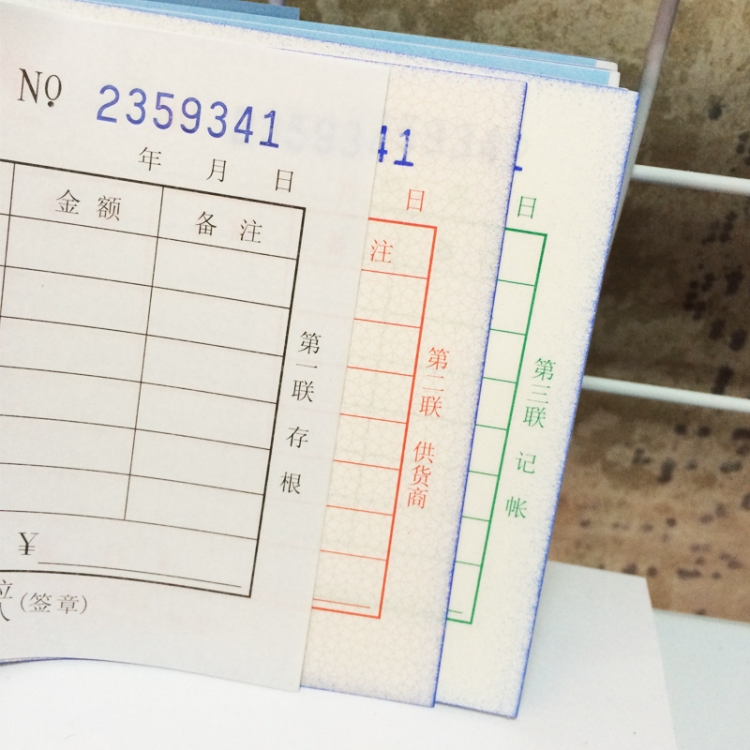 № 2359341
年 月 日
金额 备注
第一联 存根
¥
(签章)
41
日
注
第二联 供货商
日
第三联 记帐